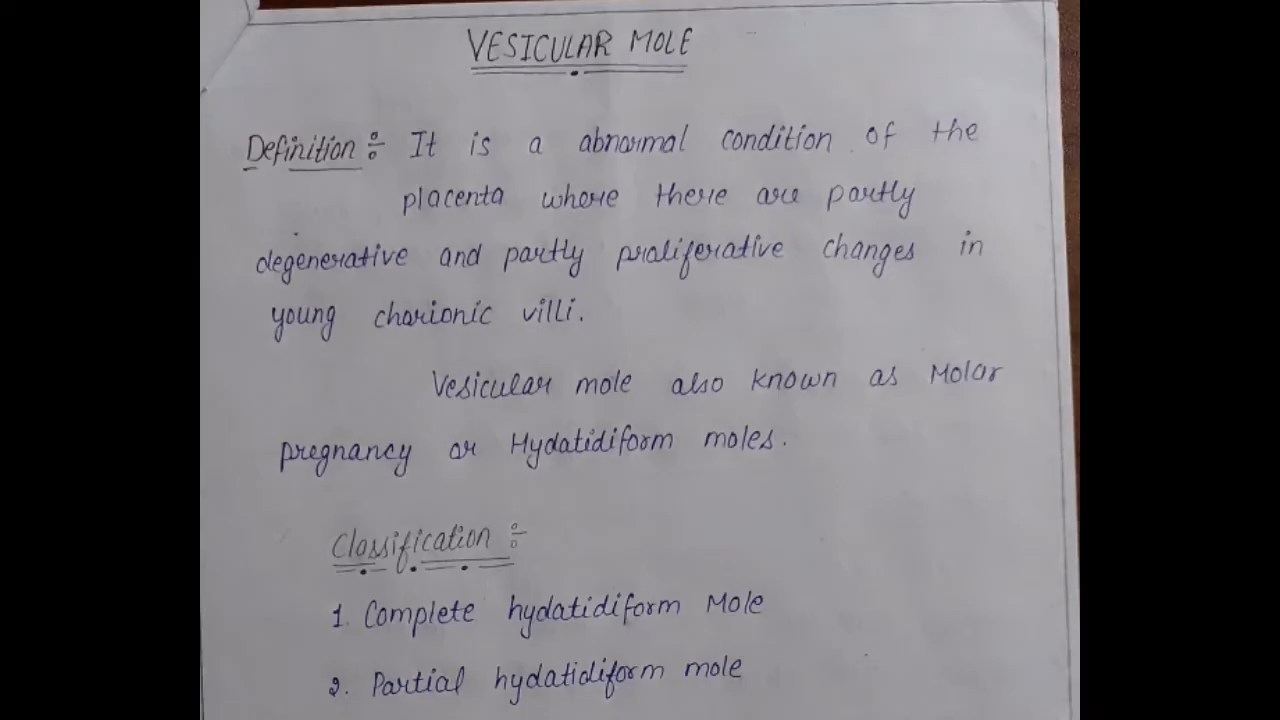 VESICULAR MOLE
Definition ÷ It is a abnormal condition of the
placenta where there are partly
degenerative and partly proliferative changes in
young chorionic villi.
Vesicular mole also known as Molar
pregnancy or Hydatidiform moles.
Classification ÷
1. Complete hydatidiform Mole
2. Partial hydatidiform mole